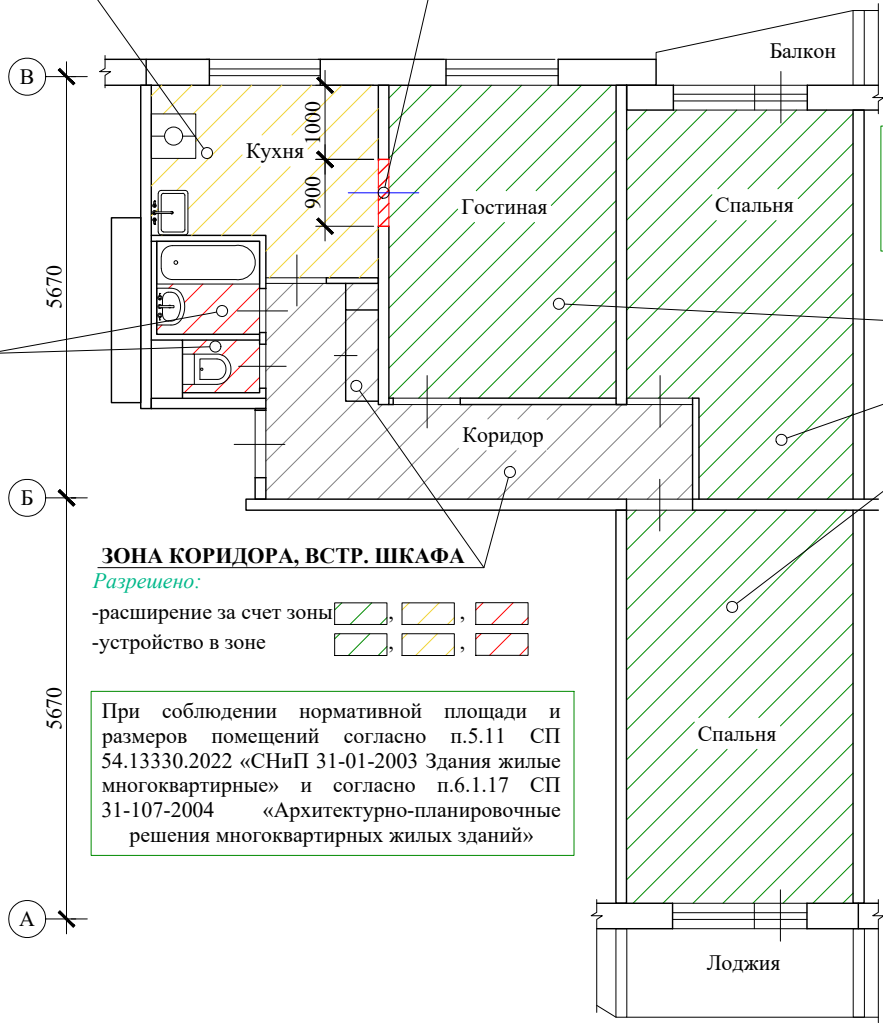 Балкон
В
1000
Кухня
900
Гостиная
Спальня
5670
Коридор
Б
ЗОНА КОРИДОРА, ВСТР. ШКАФА
Разрешено:
-расширение за счет зоны , ,
-устройство в зоне , ,
5670
При соблюдении нормативной площади и
размеров помещений согласно п.5.11 СП
54.13330.2022 «СНиП 31-01-2003 Здания жилые
многоквартирные» и согласно п.6.1.17 СП
31-107-2004 «Архитектурно-планировочные
решения многоквартирных жилых зданий»
Спальня
А
Лоджия